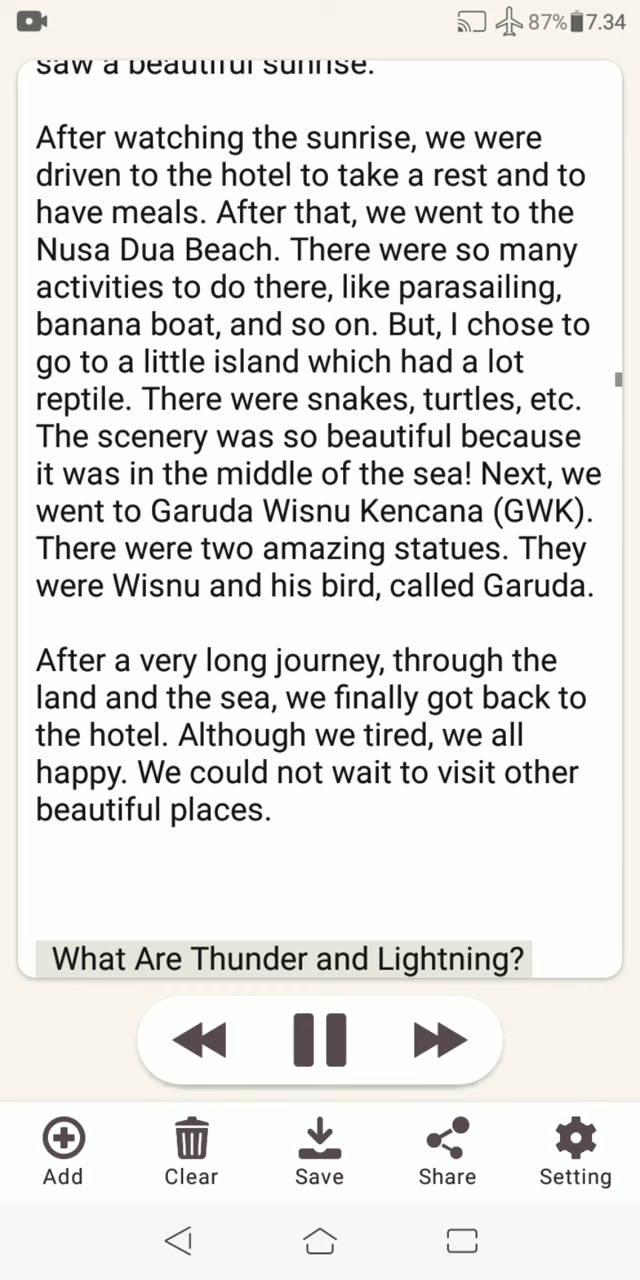 87% 7.34
saw a beautiful sunrise.
After watching the sunrise, we were
driven to the hotel to take a rest and to
have meals. After that, we went to the
Nusa Dua Beach. There were so many
activities to do there, like parasailing,
banana boat, and so on. But, I chose to
go to a little island which had a lot
reptile. There were snakes, turtles, etc.
The scenery was so beautiful because
it was in the middle of the sea! Next, we
went to Garuda Wisnu Kencana (GWK).
There were two amazing statues. They
were Wisnu and his bird, called Garuda.
After a very long journey, through the
land and the sea, we finally got back to
the hotel. Although we tired, we all
happy. We could not wait to visit other
beautiful places.
What Are Thunder and Lightning?
Add Clear Save Share Setting